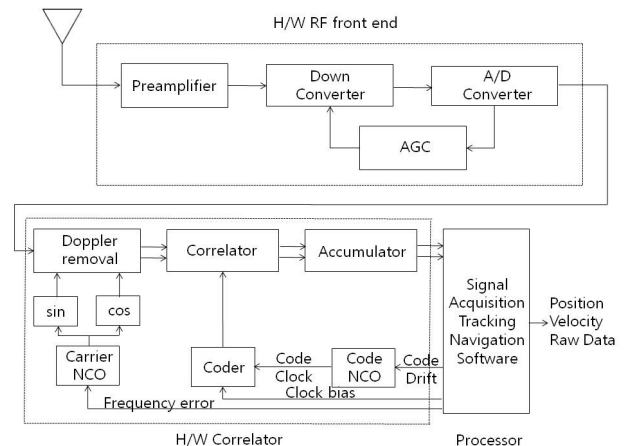 H/W RF front end
Preamplifier
Down
Converter
A/D
Converter
AGC
Doppler
removal
Correlator
Accumulator
sin
cos
Carrier
NCO
Coder
Code
Clock
Code
NCO
Code
Drift
Clock bias
Frequency error
Signal
Acquisition
Tracking
Navigation
Software
Position
Velocity
Raw Data
H/W Correlator
Processor